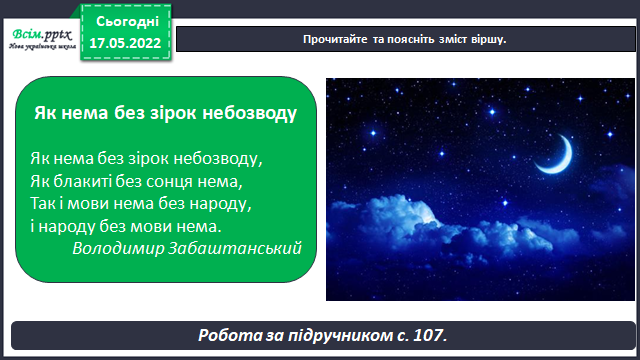 Всім.pptx
Нова українська школа
Сьогодні
17.05.2022
Прочитайте та поясніть зміст віршу.
Як нема без зірок небозводу
Як нема без зірок небозводу,
Як блакиті без сонця нема,
Так і мови нема без народу,
і народу без мови нема.
Володимир Забаштанський
Робота за підручником с. 107.